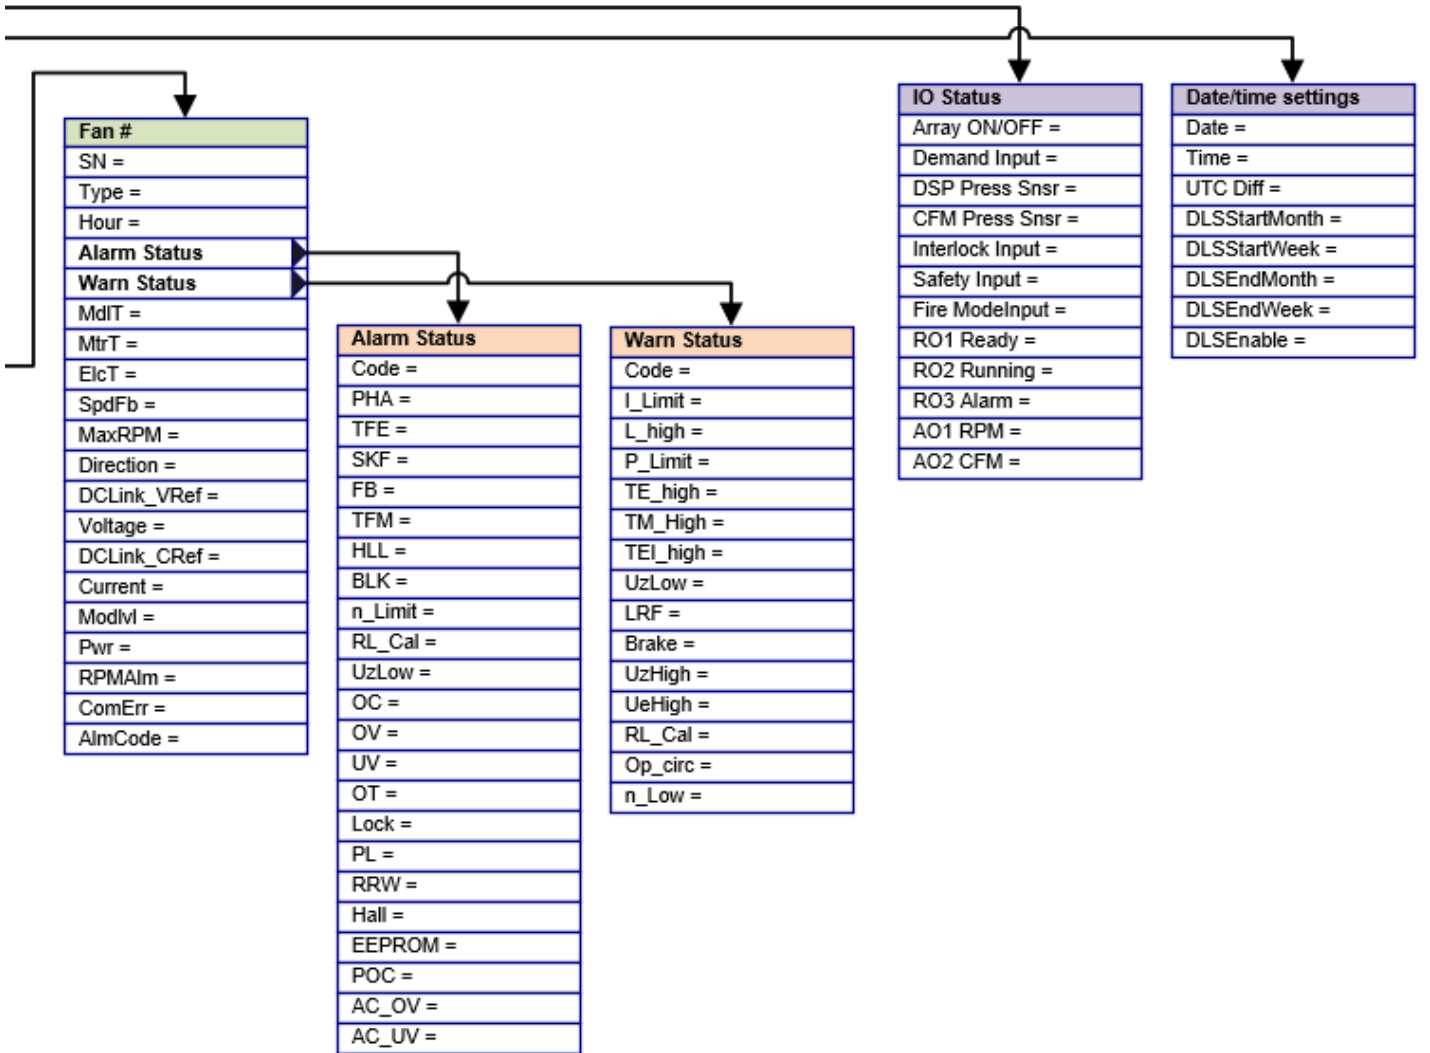 Fan #
SN =
Type =
Hour =
Alarm Status
Warn Status
MdlT =
MtrT =
ElcT =
SpdFb =
MaxRPM =
Direction =
DCLink_VRef =
Voltage =
DCLink_CRef =
Current =
Modlvl =
Pwr =
RPMAlm =
ComErr =
AlmCode =
Alarm Status
Code =
PHA =
TFE =
SKF =
FB =
TFM =
HLL =
BLK =
n_Limit =
RL_Cal =
UzLow =
OC =
OV =
UV =
OT =
Lock =
PL =
RRW =
Hall =
EEPROM =
POC =
AC_OV =
AC_UV =
Warn Status
Code =
I_Limit =
L_high =
P_Limit =
TE_high =
TM_High =
TEI_high =
UzLow =
LRF =
Brake =
UzHigh =
UeHigh =
RL_Cal =
Op_circ =
n_Low =
IO Status
Array ON/OFF =
Demand Input =
DSP Press Snsr =
CFM Press Snsr =
Interlock Input =
Safety Input =
Fire ModeInput =
RO1 Ready =
RO2 Running =
RO3 Alarm =
AO1 RPM =
AO2 CFM =
Date/time settings
Date =
Time =
UTC Diff =
DLSStartMonth =
DLSStartWeek =
DLSEndMonth =
DLSEndWeek =
DLSEnable =